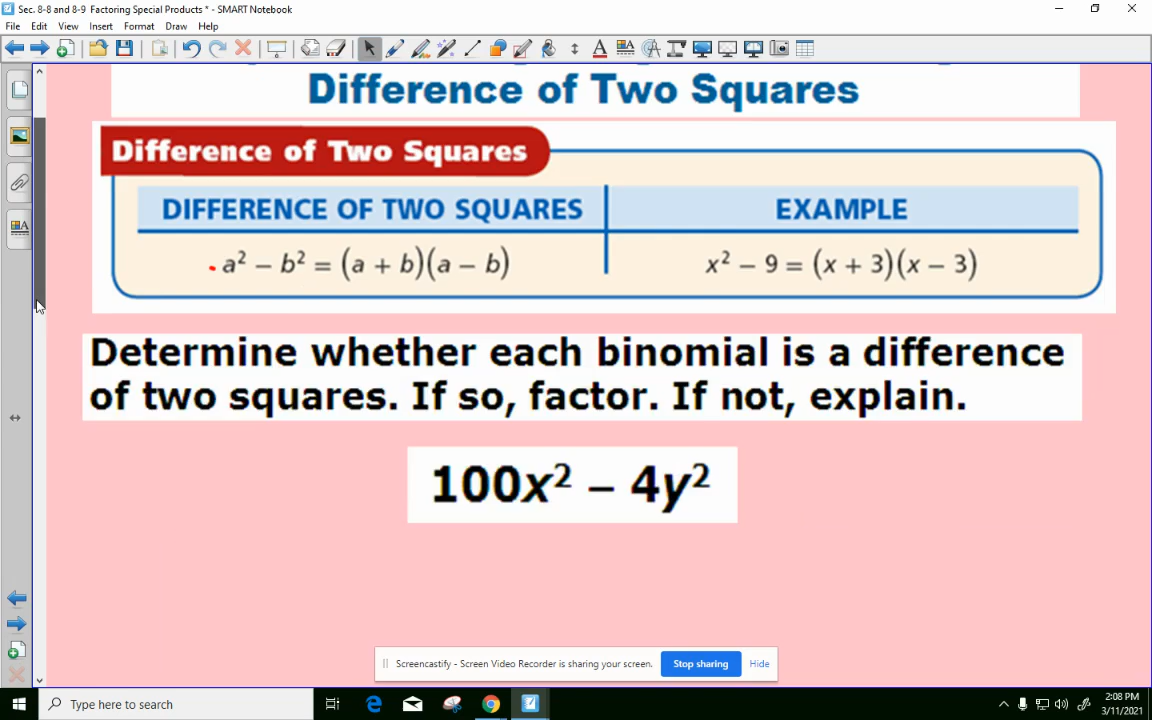 Sec. 8-8 and 8-9 Factoring Special Products * - SMART Notebook
File Edit View Insert Format Draw Help
Difference of Two Squares
Difference of Two Squares
DIFFERENCE OF TWO SQUARES EXAMPLE
a² – b² = (a + b)(a – b) x² – 9 = (x + 3)(x – 3)
Determine whether each binomial is a difference
of two squares. If so, factor. If not, explain.
100x² – 4y²
Screencastify - Screen Video Recorder is sharing your screen. Stop sharing Hide
Type here to search
2:08 PM
3/11/2021